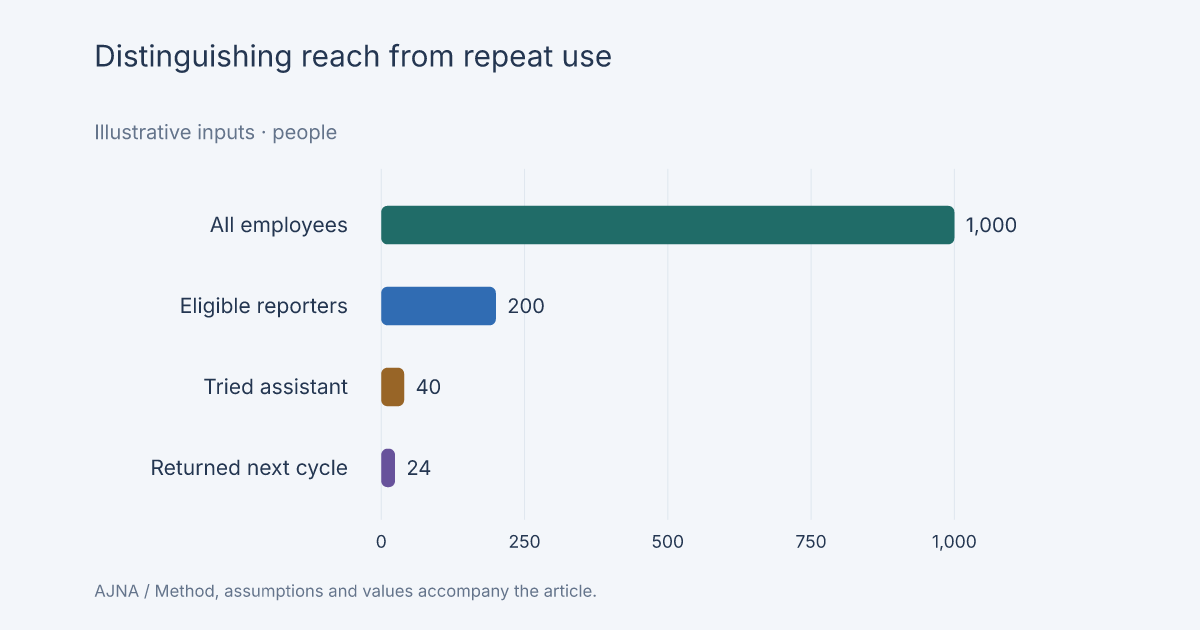 Distinguishing reach from repeat use
Illustrative inputs · people
All employees 1,000
Eligible reporters 200
Tried assistant 40
Returned next cycle 24
0 250 500 750 1,000
AJNA / Method, assumptions and values accompany the article.